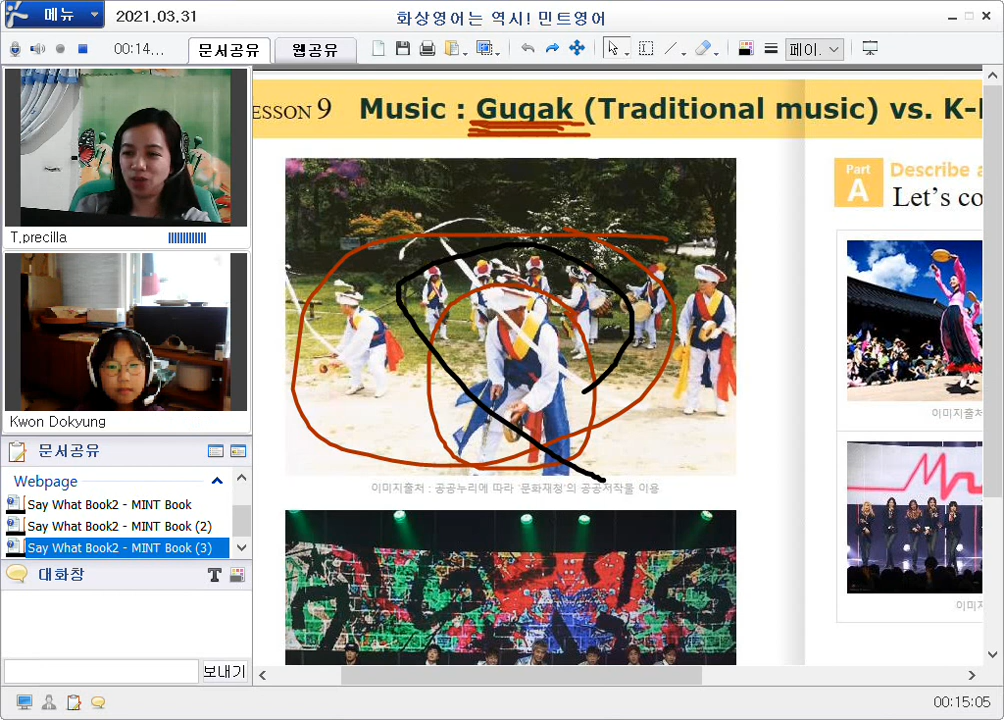 메뉴
2021.03.31
화상영어는 역시! 민트영어
00:14...
문서공유
웹공유
페이.
T.precilla
Kwon Dokyung
문서공유
Webpage
Say What Book2 - MINT Book
Say What Book2 - MINT Book (2)
Say What Book2 - MINT Book (3)
대화창
보내기
ESSON 9
Music : Gugak (Traditional music) vs. K-
이미지출처 : 공공누리에 따라 '문화재청'의 공공저작물 이용
Part
A
Describe a
Let's co
이미지출처
이미지
00:15:05